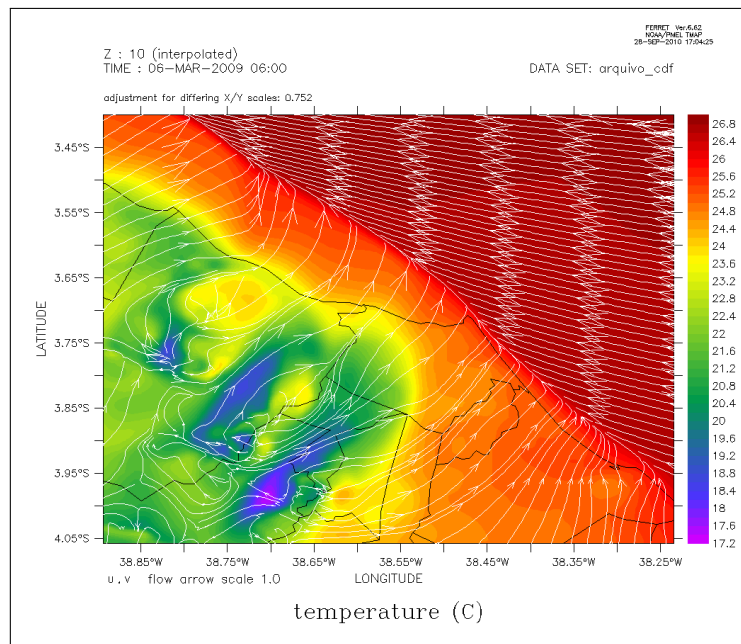 FERRET Ver.6.62
NOAA/PMEL TMAP
28-SEP-2010 17:04:25
Z : 10 (interpolated)
TIME : 06-MAR-2009 06:00
DATA SET: arquivo_cdf
adjustment for differing X/Y scales: 0.752
3.45°S
3.55°S
3.65°S
3.75°S
3.85°S
3.95°S
4.05°S
LATITUDE
26.8
26.4
26
25.6
25.2
24.8
24.4
24
23.6
23.2
22.8
22.4
22
21.6
21.2
20.8
20.4
20
19.6
19.2
18.8
18.4
18
17.6
17.2
38.85°W 38.75°W 38.65°W 38.55°W 38.45°W 38.35°W 38.25°W
u,v flow arrow scale 1.0
LONGITUDE
temperature (C)